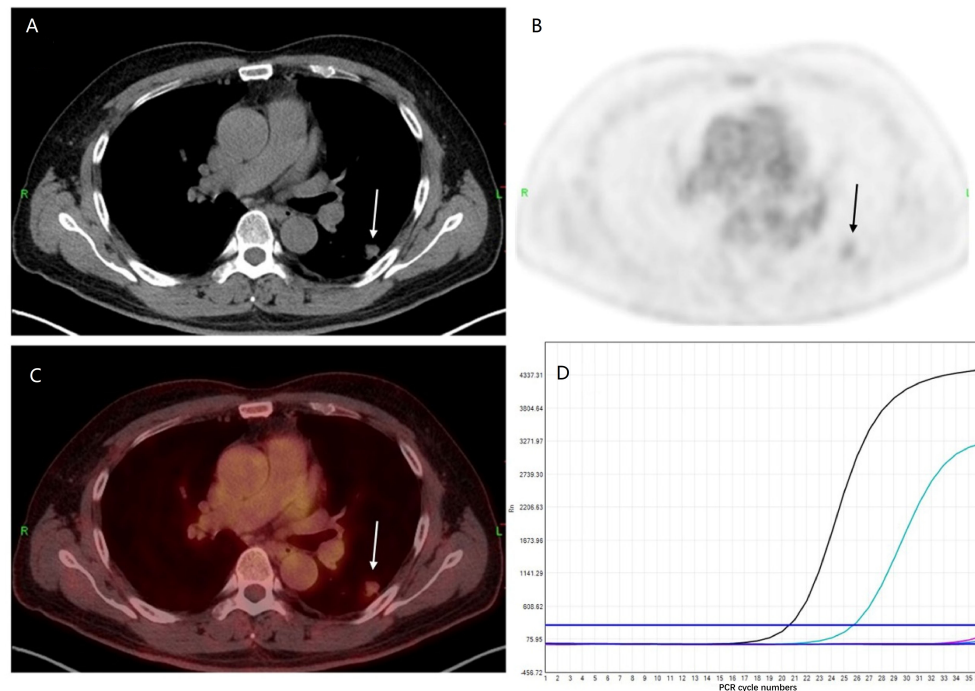 A
B
R
L
R
L
C
R
L
D
4337.31
3804.64
3271.97
2739.30
2206.63
1673.96
1141.29
608.62
75.95
-456.72
Rn
1 2 3 4 5 6 7 8 9 10 11 12 13 14 15 16 17 18 19 20 21 22 23 24 25 26 27 28 29 30 31 32 33 34 35
PCR cycle numbers